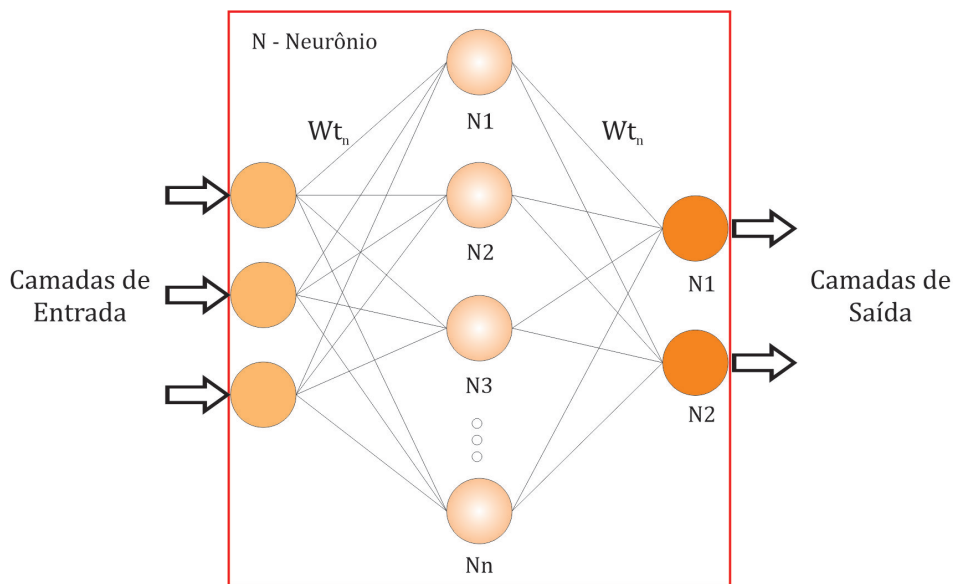 N - Neurônio
N1
Wtₙ
Wtₙ
N2
N1
Camadas de
Entrada
Camadas de
Saída
N3
N2
Nn